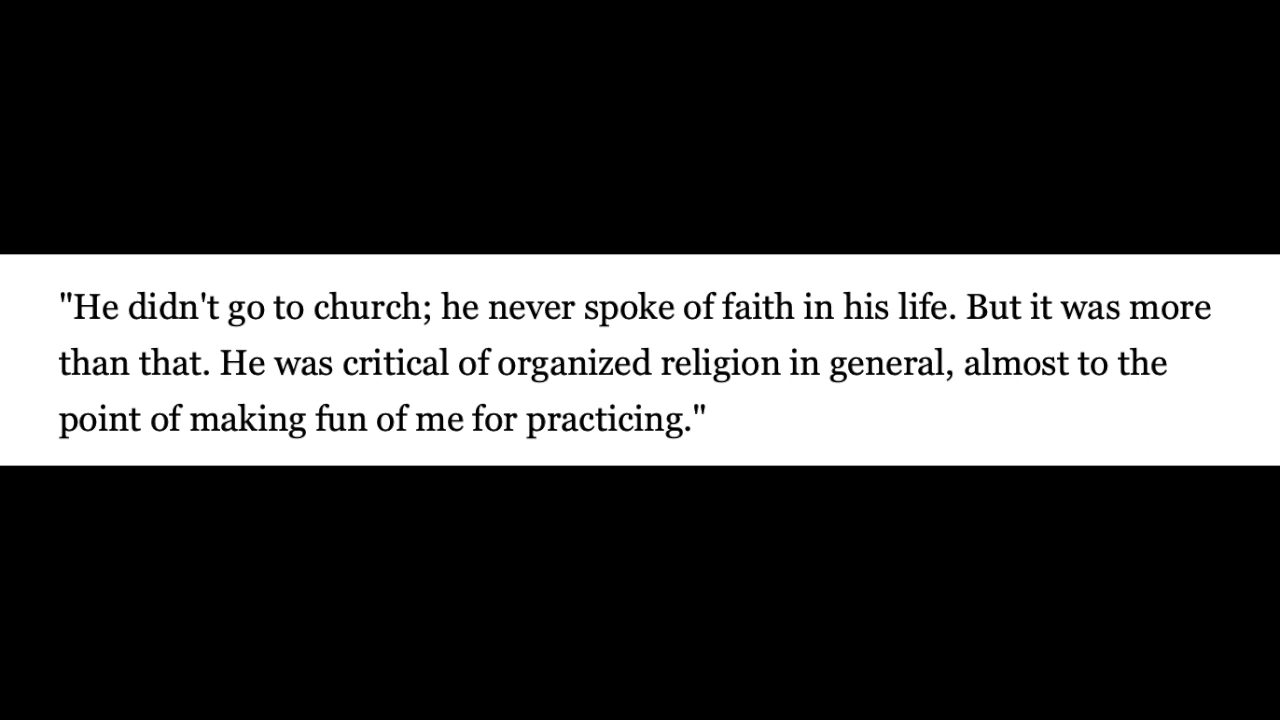 "He didn't go to church; he never spoke of faith in his life. But it was more
than that. He was critical of organized religion in general, almost to the
point of making fun of me for practicing."